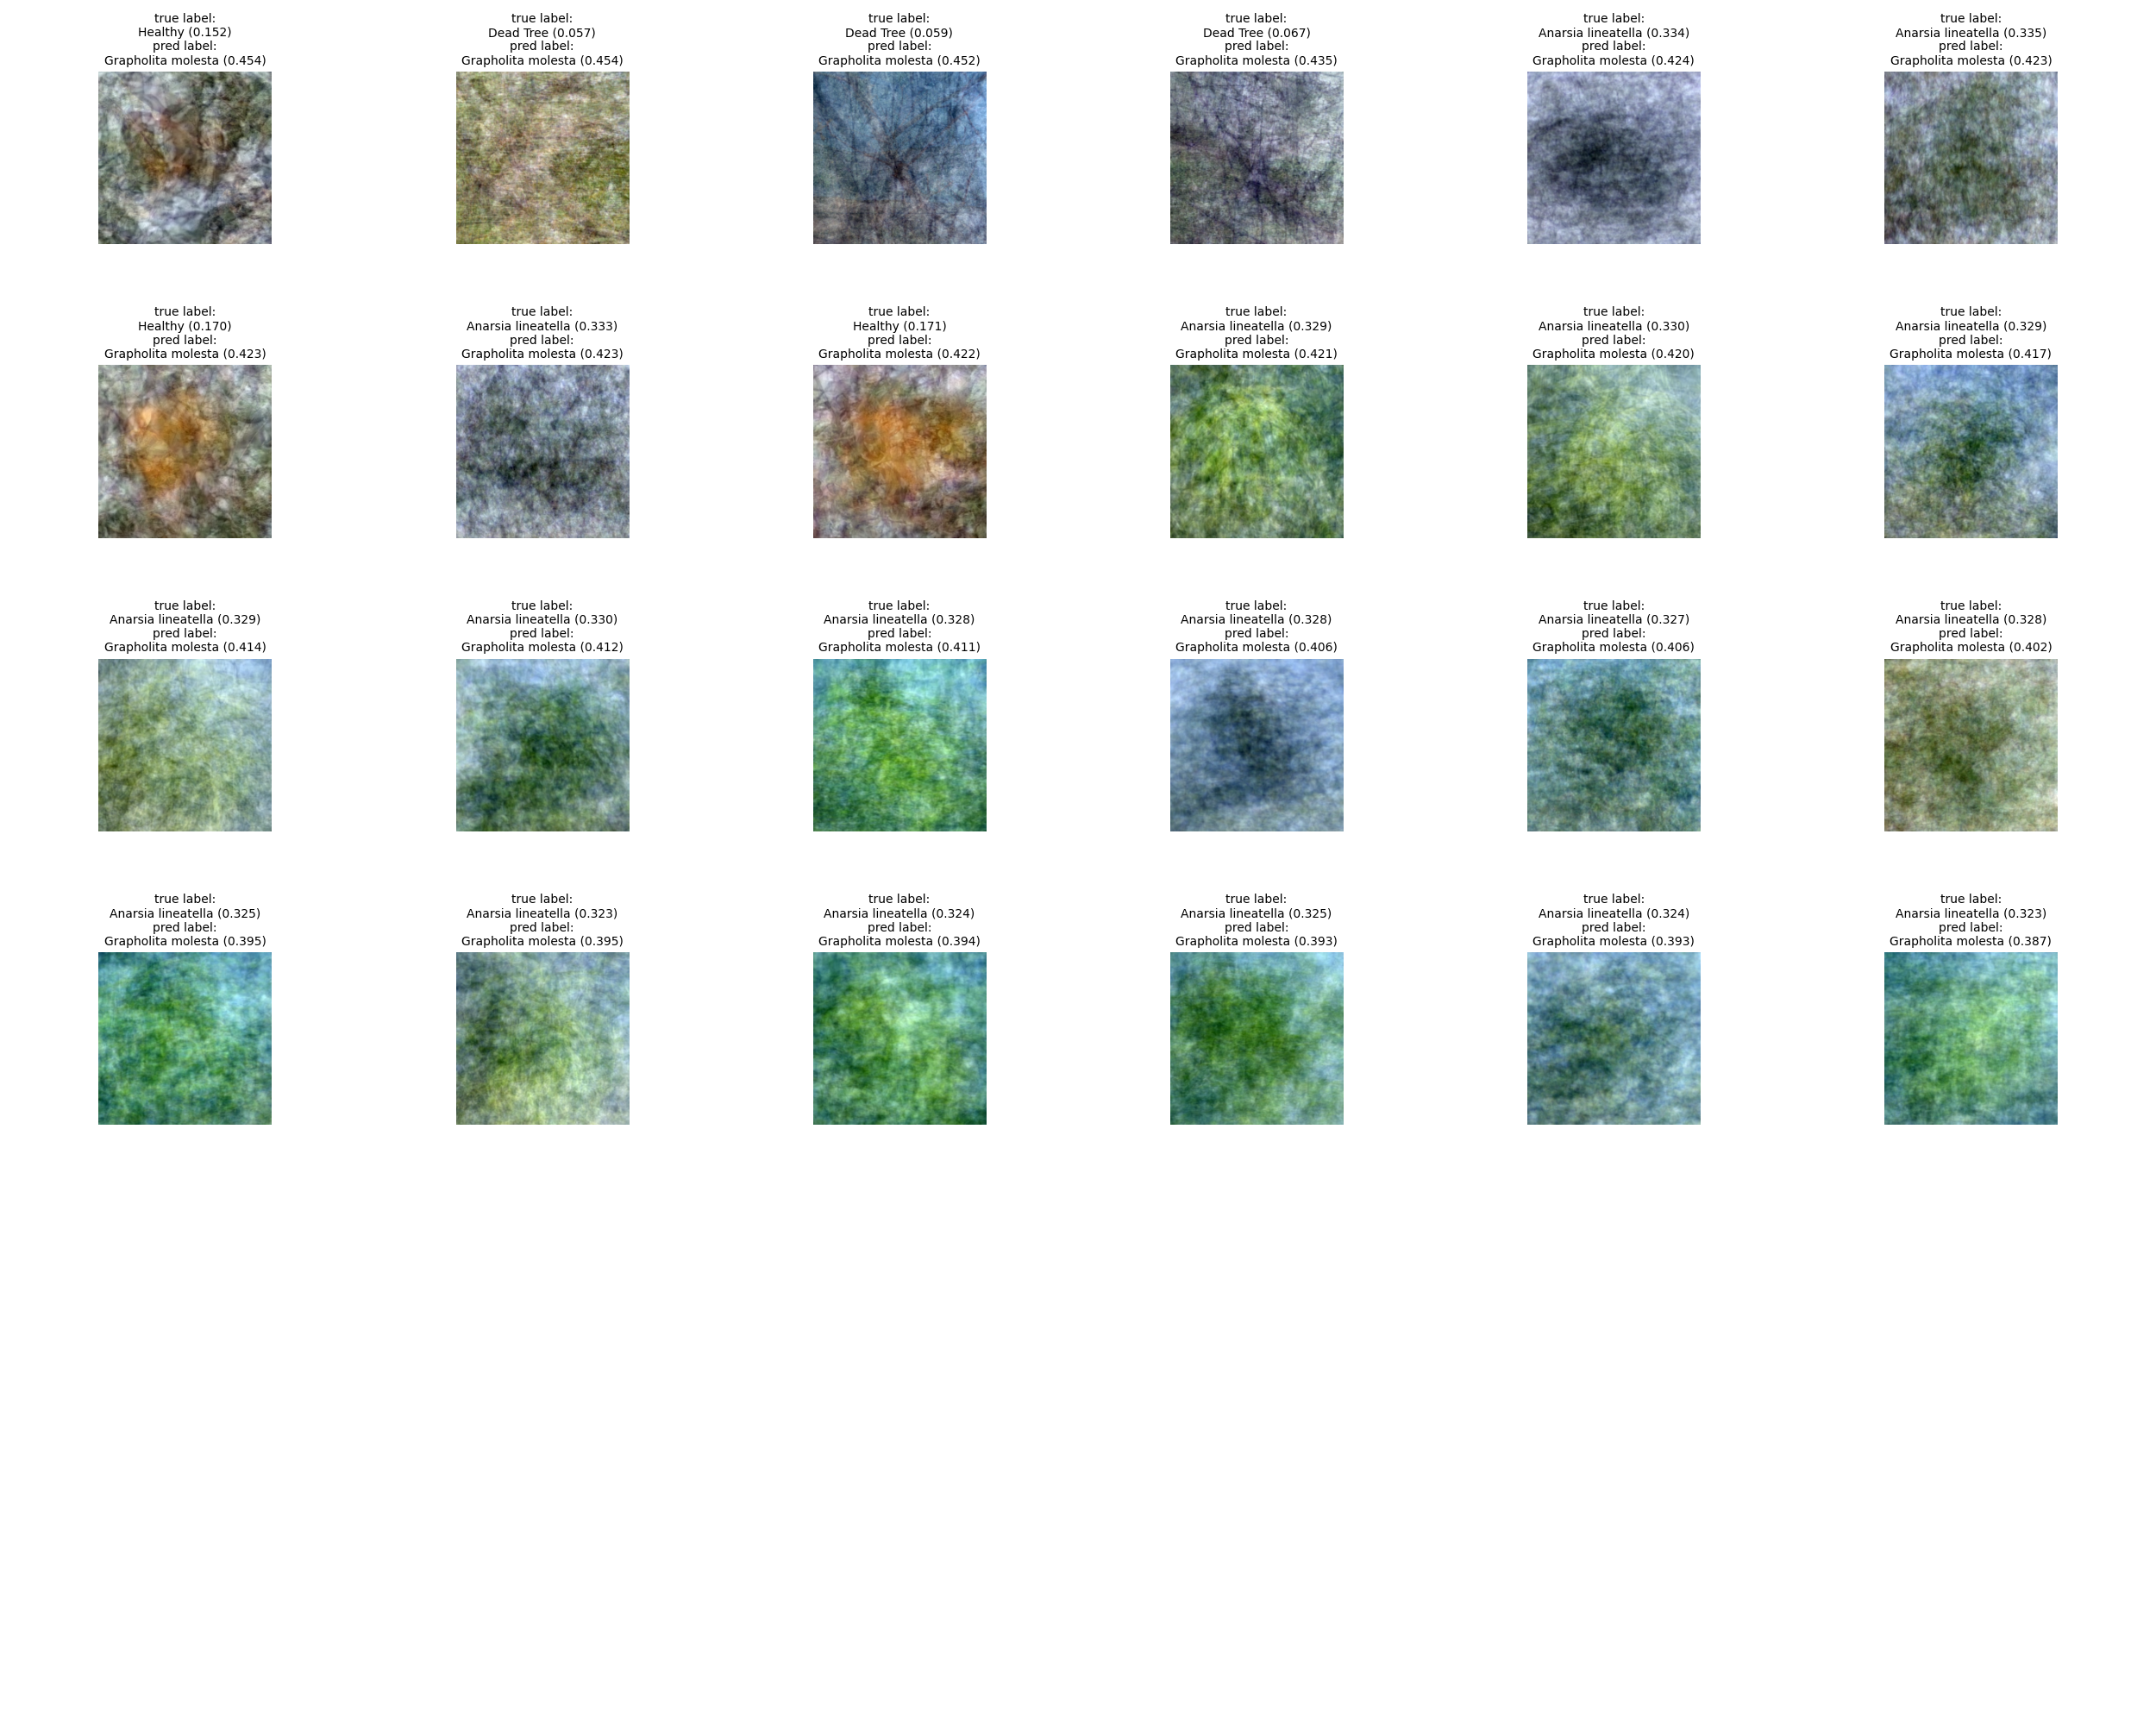 true label:
Healthy (0.152)
pred label:
Grapholita molesta (0.454)
true label:
Dead Tree (0.057)
pred label:
Grapholita molesta (0.454)
true label:
Dead Tree (0.059)
pred label:
Grapholita molesta (0.452)
true label:
Dead Tree (0.067)
pred label:
Grapholita molesta (0.435)
true label:
Anarsia lineatella (0.334)
pred label:
Grapholita molesta (0.424)
true label:
Anarsia lineatella (0.335)
pred label:
Grapholita molesta (0.423)
true label:
Healthy (0.170)
pred label:
Grapholita molesta (0.423)
true label:
Anarsia lineatella (0.333)
pred label:
Grapholita molesta (0.423)
true label:
Healthy (0.171)
pred label:
Grapholita molesta (0.422)
true label:
Anarsia lineatella (0.329)
pred label:
Grapholita molesta (0.421)
true label:
Anarsia lineatella (0.330)
pred label:
Grapholita molesta (0.420)
true label:
Anarsia lineatella (0.329)
pred label:
Grapholita molesta (0.417)
true label:
Anarsia lineatella (0.329)
pred label:
Grapholita molesta (0.414)
true label:
Anarsia lineatella (0.330)
pred label:
Grapholita molesta (0.412)
true label:
Anarsia lineatella (0.328)
pred label:
Grapholita molesta (0.411)
true label:
Anarsia lineatella (0.328)
pred label:
Grapholita molesta (0.406)
true label:
Anarsia lineatella (0.327)
pred label:
Grapholita molesta (0.406)
true label:
Anarsia lineatella (0.328)
pred label:
Grapholita molesta (0.402)
true label:
Anarsia lineatella (0.325)
pred label:
Grapholita molesta (0.395)
true label:
Anarsia lineatella (0.323)
pred label:
Grapholita molesta (0.395)
true label:
Anarsia lineatella (0.324)
pred label:
Grapholita molesta (0.394)
true label:
Anarsia lineatella (0.325)
pred label:
Grapholita molesta (0.393)
true label:
Anarsia lineatella (0.324)
pred label:
Grapholita molesta (0.393)
true label:
Anarsia lineatella (0.323)
pred label:
Grapholita molesta (0.387)